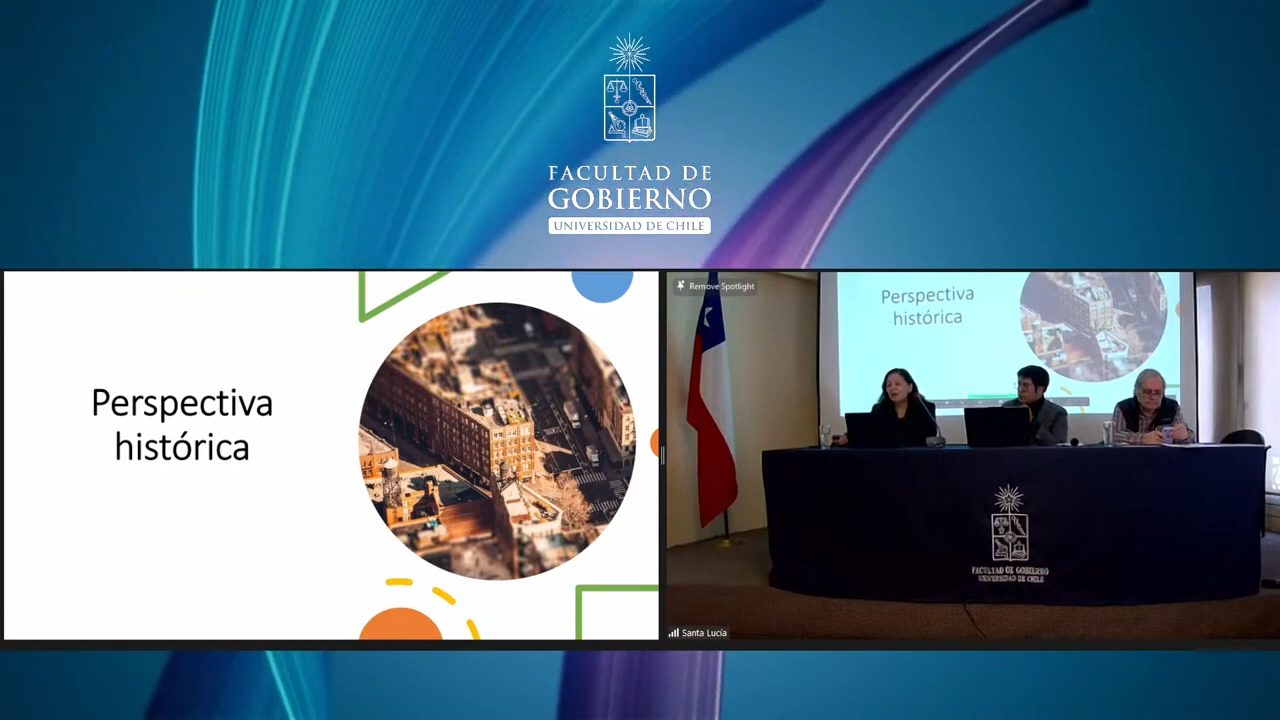 FACULTAD DE
GOBIERNO
UNIVERSIDAD DE CHILE
Perspectiva
histórica
Remove Spotlight
Perspectiva
histórica
FACULTAD DE GOBIERNO
UNIVERSIDAD DE CHILE
Santa Lucía